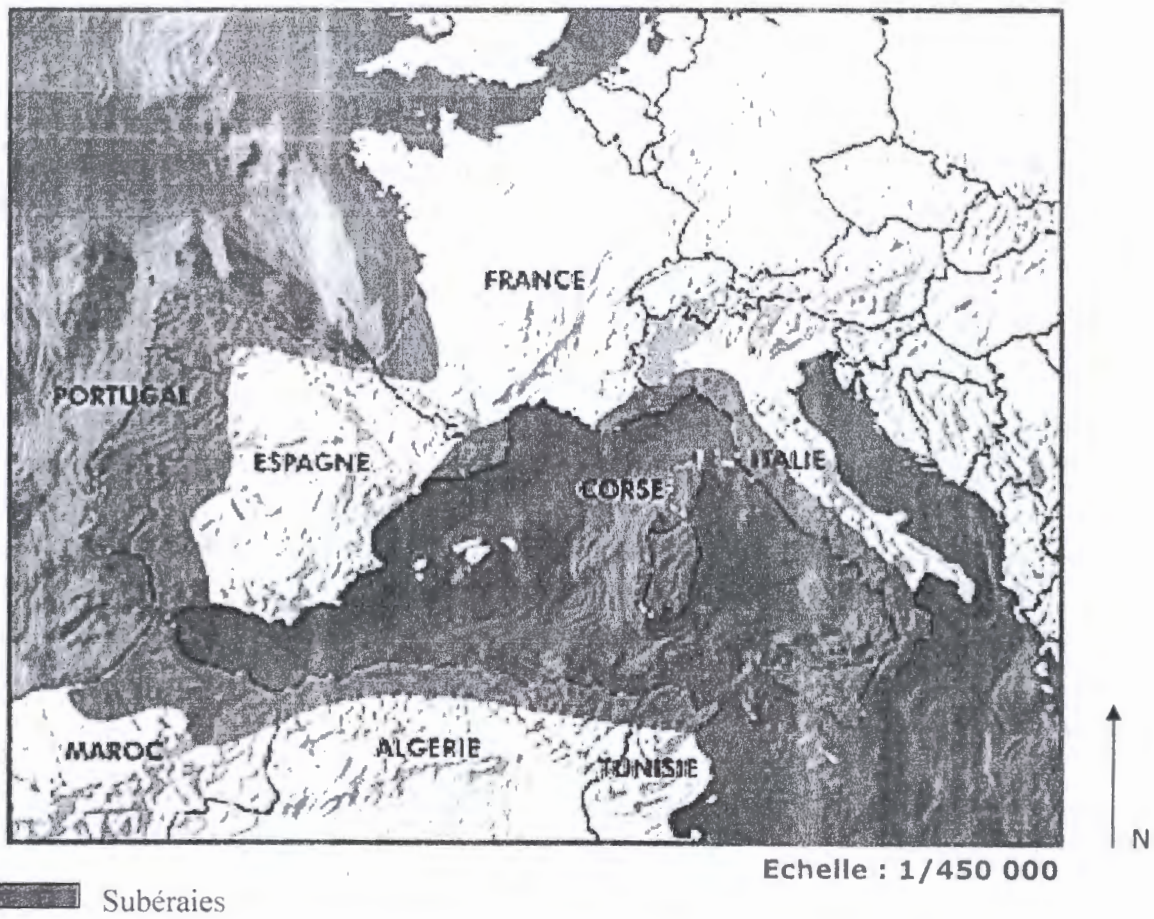 FRANCE
PORTUGAL
ESPAGNE
ITALIE
CORSE
MAROC
ALGERIE
TUNISIE
N
Echelle : 1/450 000
Subéraies